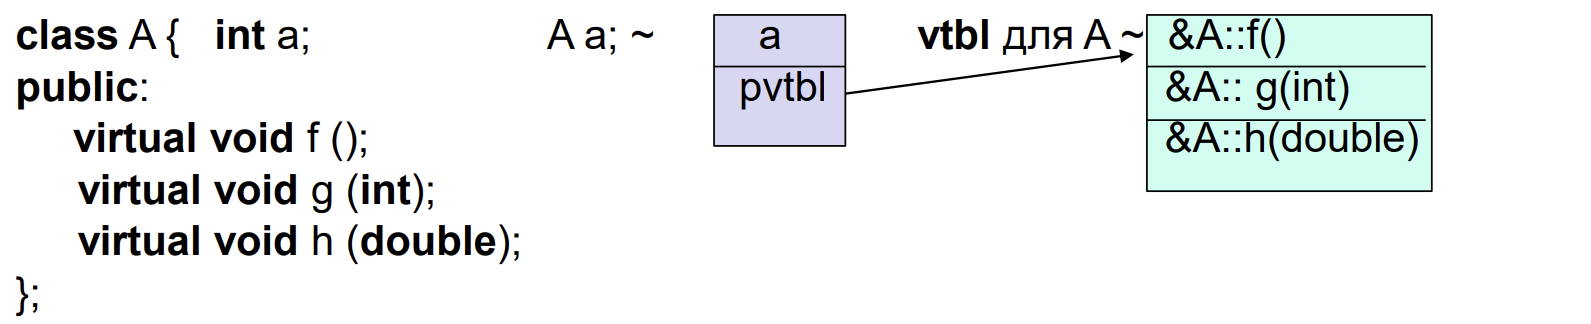 class A { int a;
public:
virtual void f ();
virtual void g (int);
virtual void h (double);
};
A a; ~
a
pvtbl
vtbl для A ~
&A::f()
&A:: g(int)
&A::h(double)